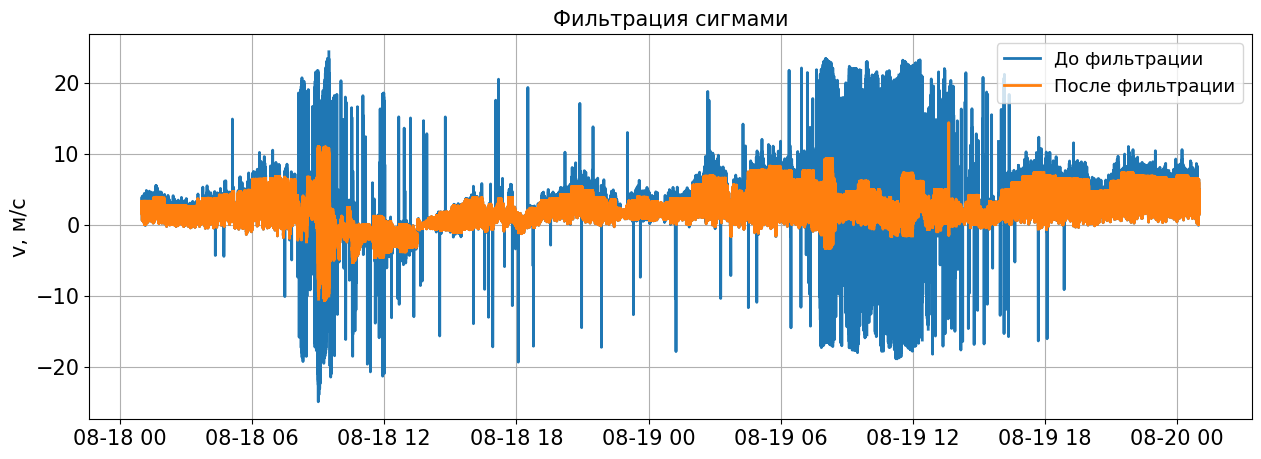 Фильтрация сигмами
До фильтрации
После фильтрации
v, м/с
20
10
0
−10
−20
08-18 00 08-18 06 08-18 12 08-18 18 08-19 00 08-19 06 08-19 12 08-19 18 08-20 00